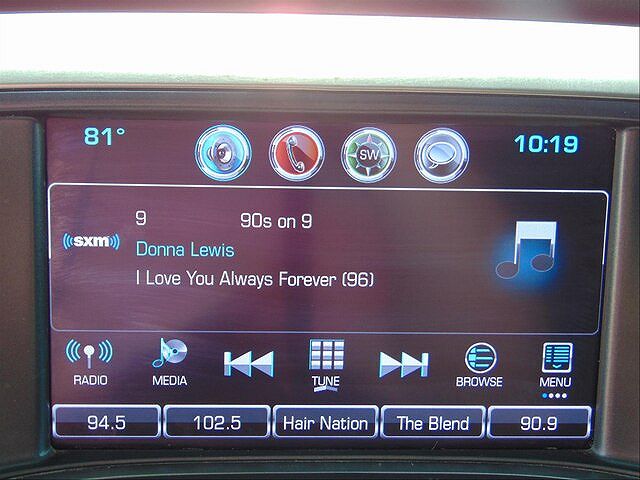 81°
SW
10:19
9 90s on 9
sxm
Donna Lewis
I Love You Always Forever (96)
RADIO MEDIA TUNE BROWSE MENU
94.5 102.5 Hair Nation The Blend 90.9